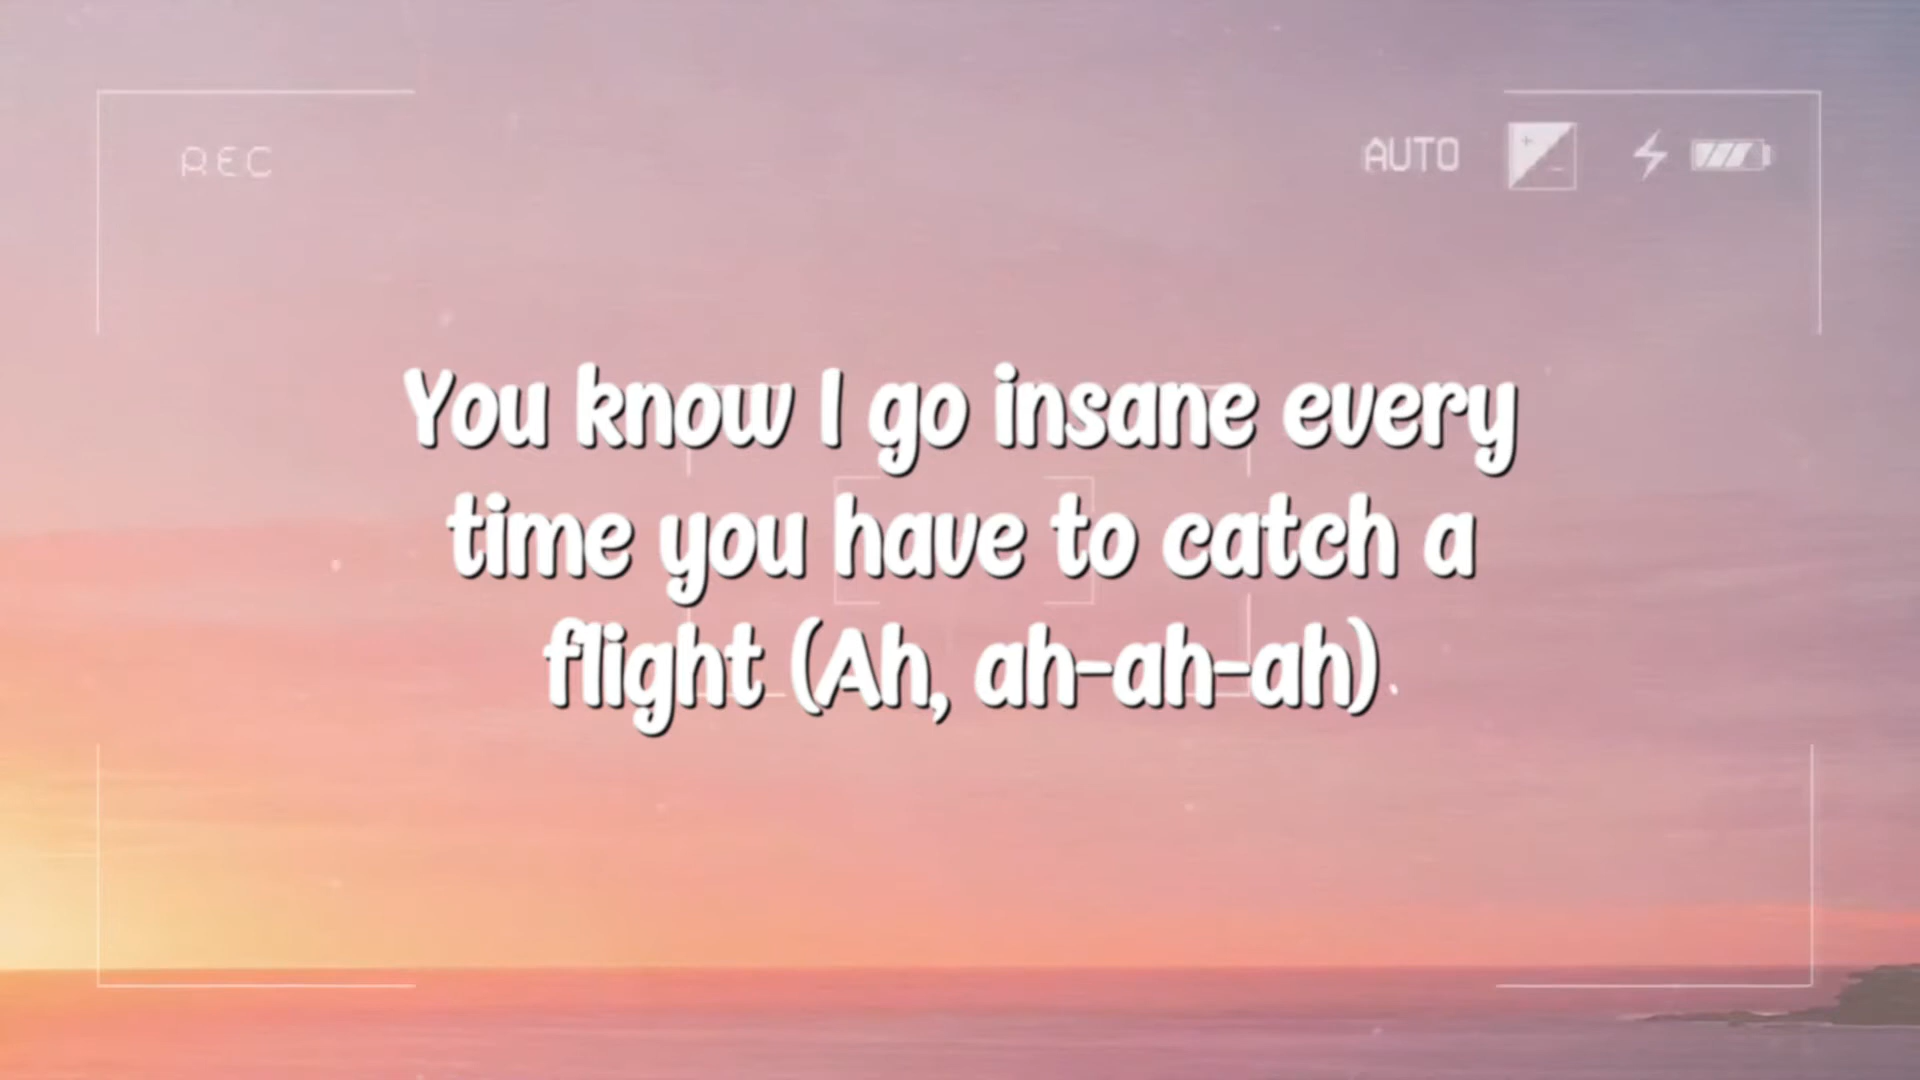 REC
AUTO
You know I go insane every
time you have to catch a
flight (Ah, ah-ah-ah)